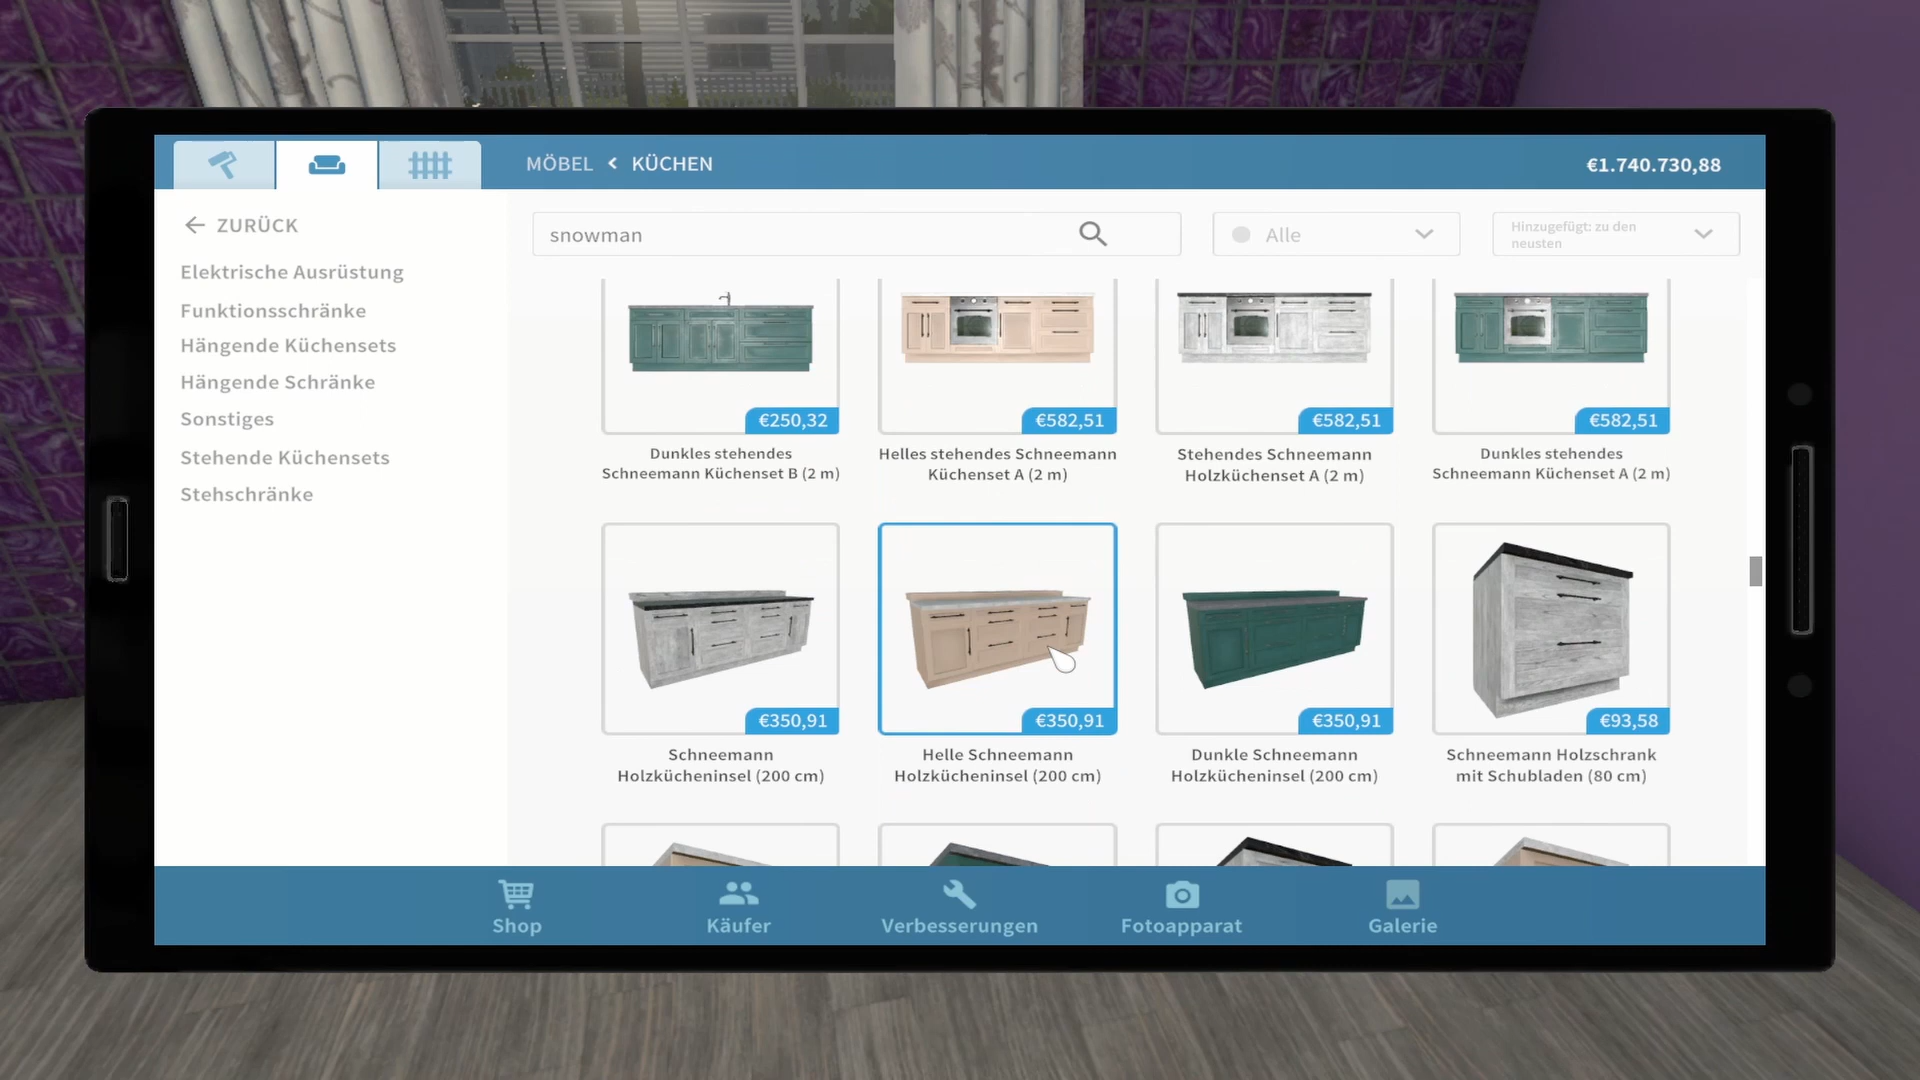 MÖBEL < KÜCHEN
€1.740.730,88
ZURÜCK
Elektrische Ausrüstung
Funktionsschränke
Hängende Küchensets
Hängende Schränke
Sonstiges
Stehende Küchensets
Stehschränke
snowman
Alle
Hinzugefügt: zu den
neusten
€250,32
€582,51
€582,51
€582,51
Dunkles stehendes
Schneemann Küchenset B (2 m)
Helles stehendes Schneemann
Küchenset A (2 m)
Stehendes Schneemann
Holzküchenset A (2 m)
Dunkles stehendes
Schneemann Küchenset A (2 m)
€350,91
€350,91
€350,91
€93,58
Schneemann
Holzkücheninsel (200 cm)
Helle Schneemann
Holzkücheninsel (200 cm)
Dunkle Schneemann
Holzkücheninsel (200 cm)
Schneemann Holzschrank
mit Schubladen (80 cm)
Shop
Käufer
Verbesserungen
Fotoapparat
Galerie